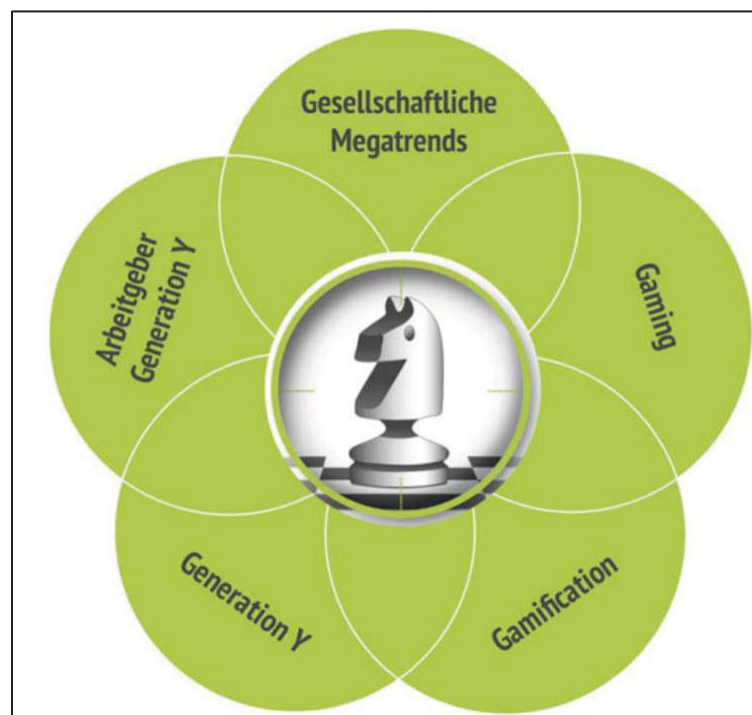 Gesellschaftliche
Megatrends
Gaming
Gamification
Generation Y
Arbeitgeber
Generation Y